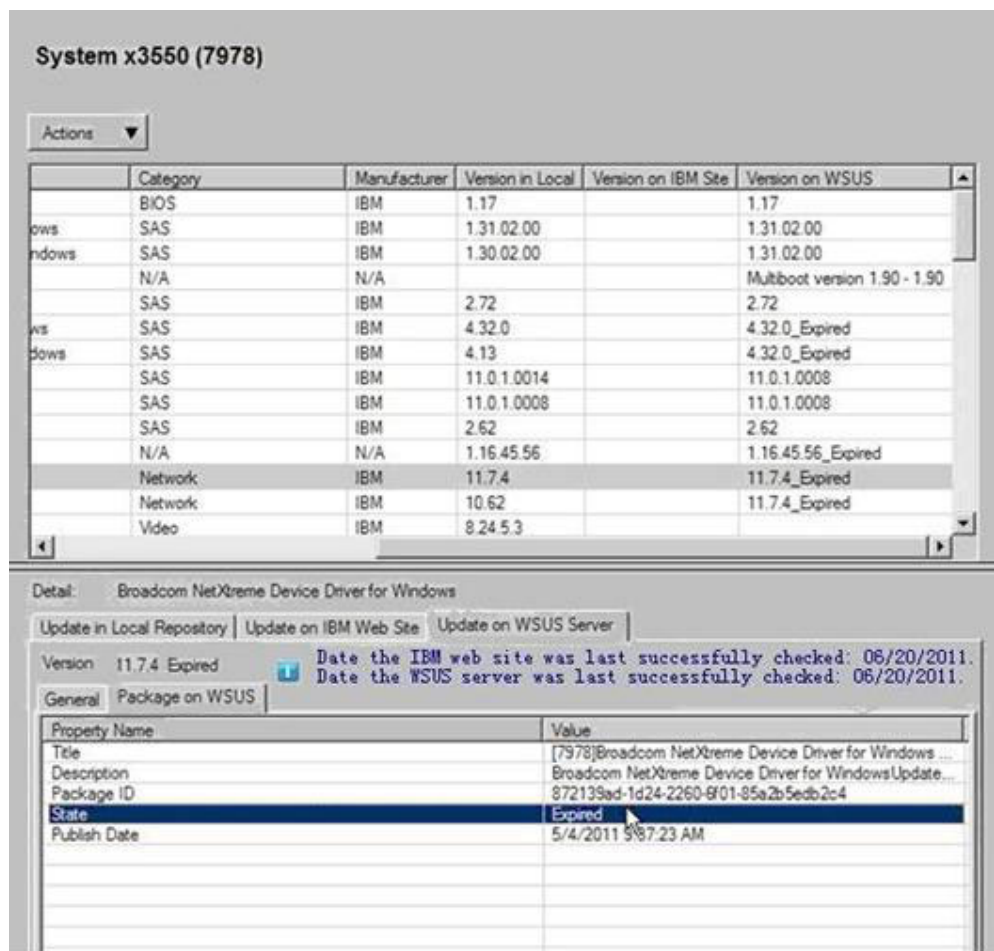 System x3550 (7978)
Actions
Category Manufacturer Version in Local Version on IBM Site Version on WSUS
BIOS IBM 1.17 1.17
ows SAS IBM 1.31.02.00 1.31.02.00
ndows SAS IBM 1.30.02.00 1.31.02.00
N/A N/A Multiboot version 1.90 - 1.90
SAS IBM 2.72 2.72
ws SAS IBM 4.32.0 4.32.0_Expired
dows SAS IBM 4.13 4.32.0_Expired
SAS IBM 11.0.1.0014 11.0.1.0008
SAS IBM 11.0.1.0008 11.0.1.0008
SAS IBM 2.62 2.62
N/A N/A 1.16.45.56 1.16.45.56_Expired
Network IBM 11.7.4 11.7.4_Expired
Network IBM 10.62 11.7.4_Expired
Video IBM 8.24.5.3
Detail: Broadcom NetXtreme Device Driver for Windows
Update in Local Repository Update on IBM Web Site Update on WSUS Server
Version 11.7.4 Expired
Date the IBM web site was last successfully checked: 06/20/2011.
Date the WSUS server was last successfully checked: 06/20/2011.
General Package on WSUS
Property Name Value
Title [7978]Broadcom NetXtreme Device Driver for Windows ...
Description Broadcom NetXtreme Device Driver for WindowsUpdate...
Package ID
State Expired
Publish Date 5/4/2011 AM